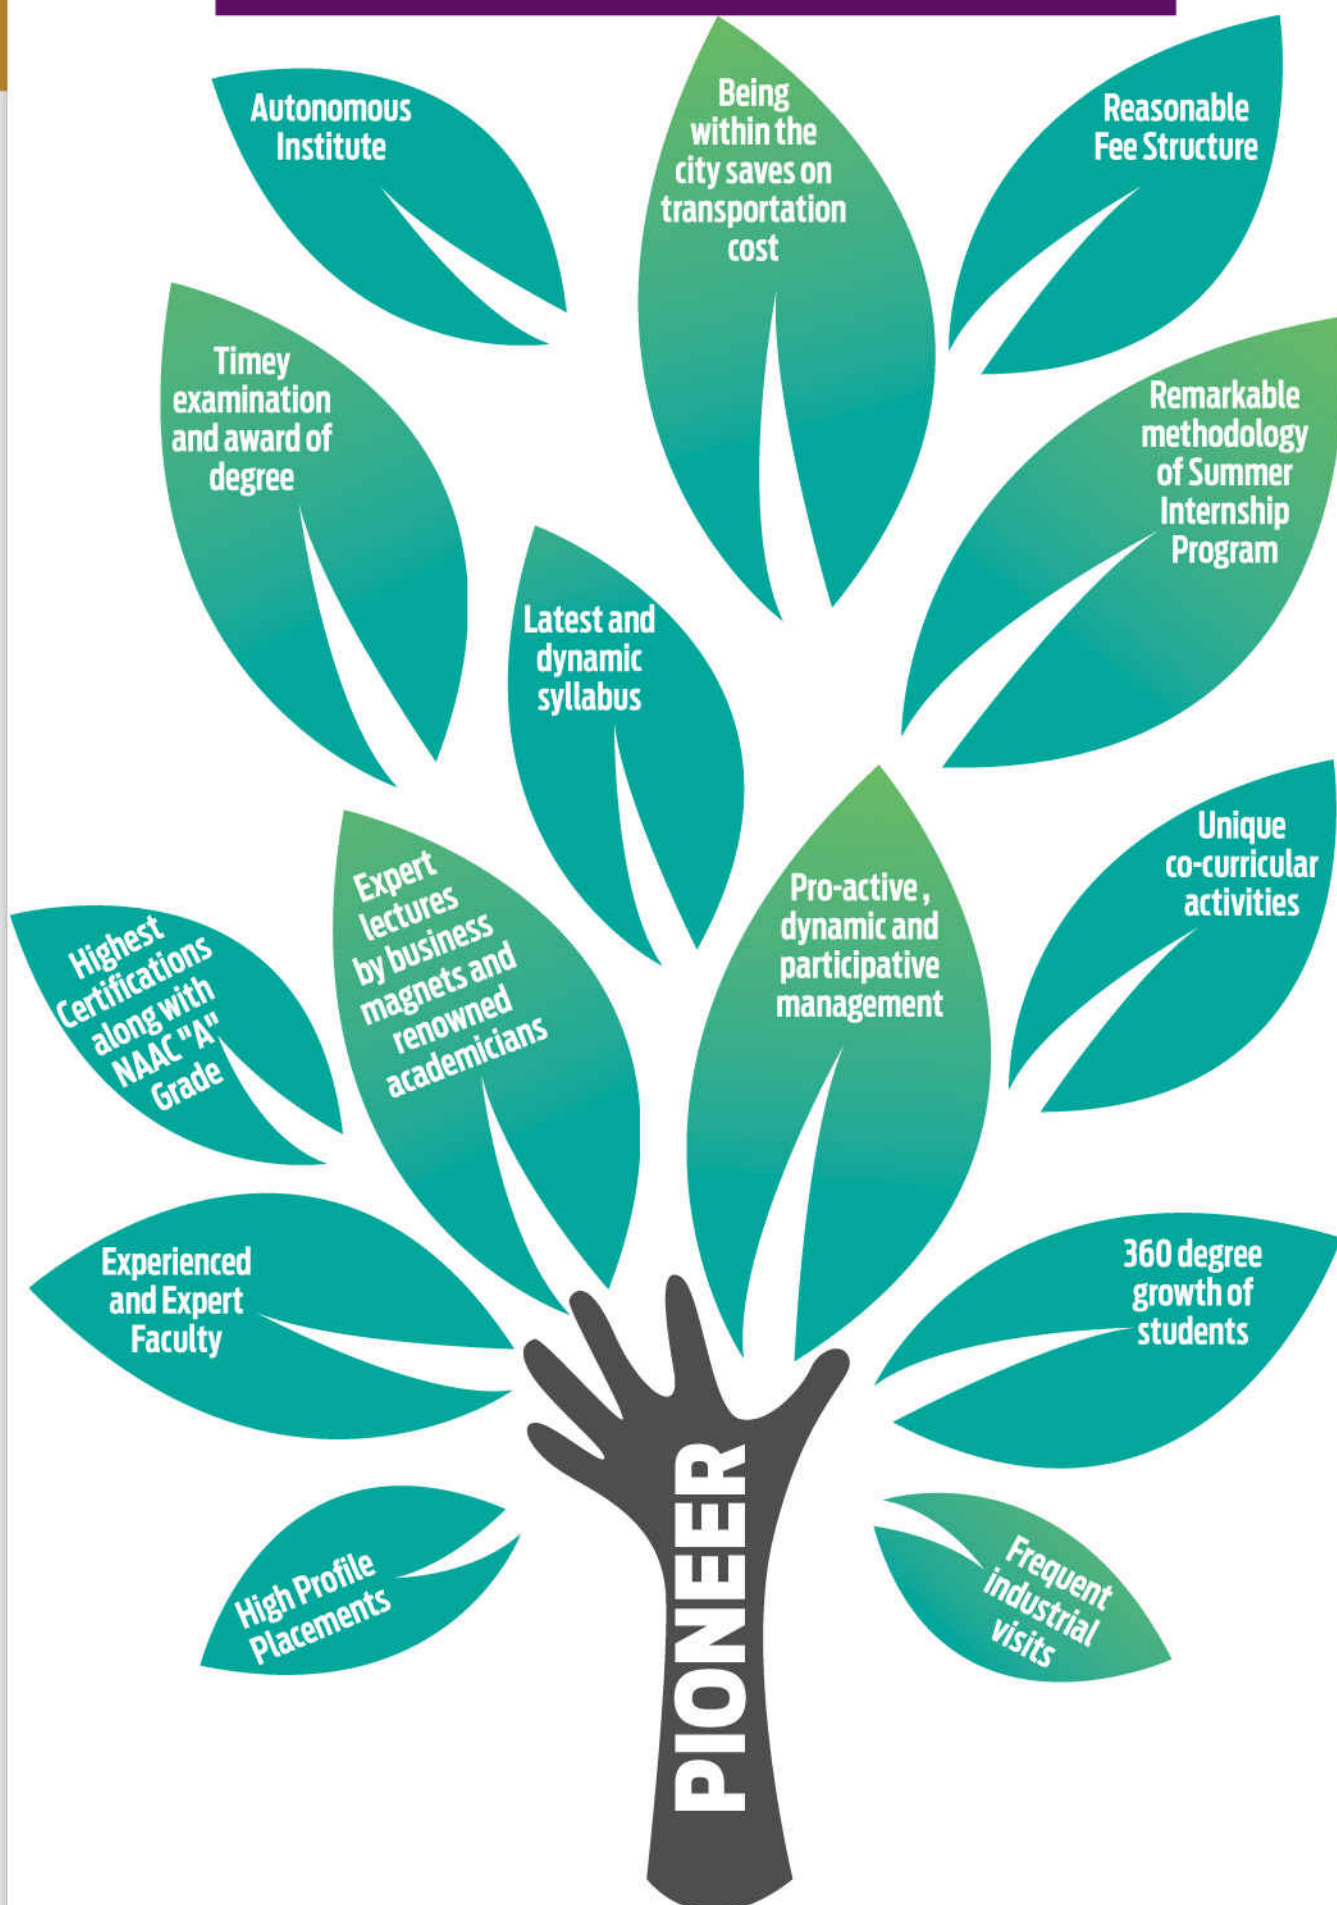 Autonomous
Institute
Being
within the
city saves on
transportation
cost
Reasonable
Fee Structure
Timey
examination
and award of
degree
Remarkable
methodology
of Summer
Internship
Program
Latest and
dynamic
syllabus
Unique
co-curricular
activities
Expert
lectures
by business
magnets and
renowned
academicians
Pro-active ,
dynamic and
participative
management
Highest
Certifications
along with
NAAC "A"
Grade
Experienced
and Expert
Faculty
360 degree
growth of
students
High Profile
Placements
Frequent
industrial
visits
PIONEER